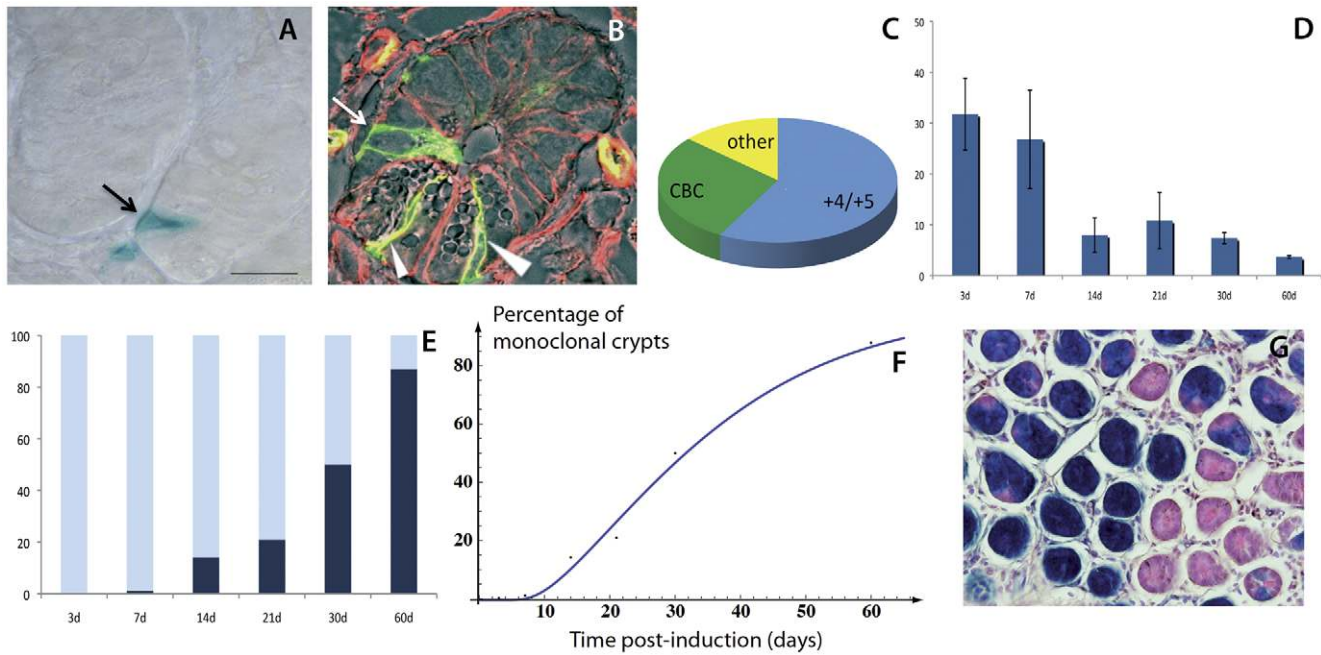 A
B
C
other
CBC
+4/+5
D
50
40
30
20
10
0
3d 7d 14d 21d 30d 60d
E
100
80
60
40
20
0
3d 7d 14d 21d 30d 60d
Percentage of
monoclonal crypts
F
80
60
40
20
10 20 30 40 50 60
Time post-induction (days)
G